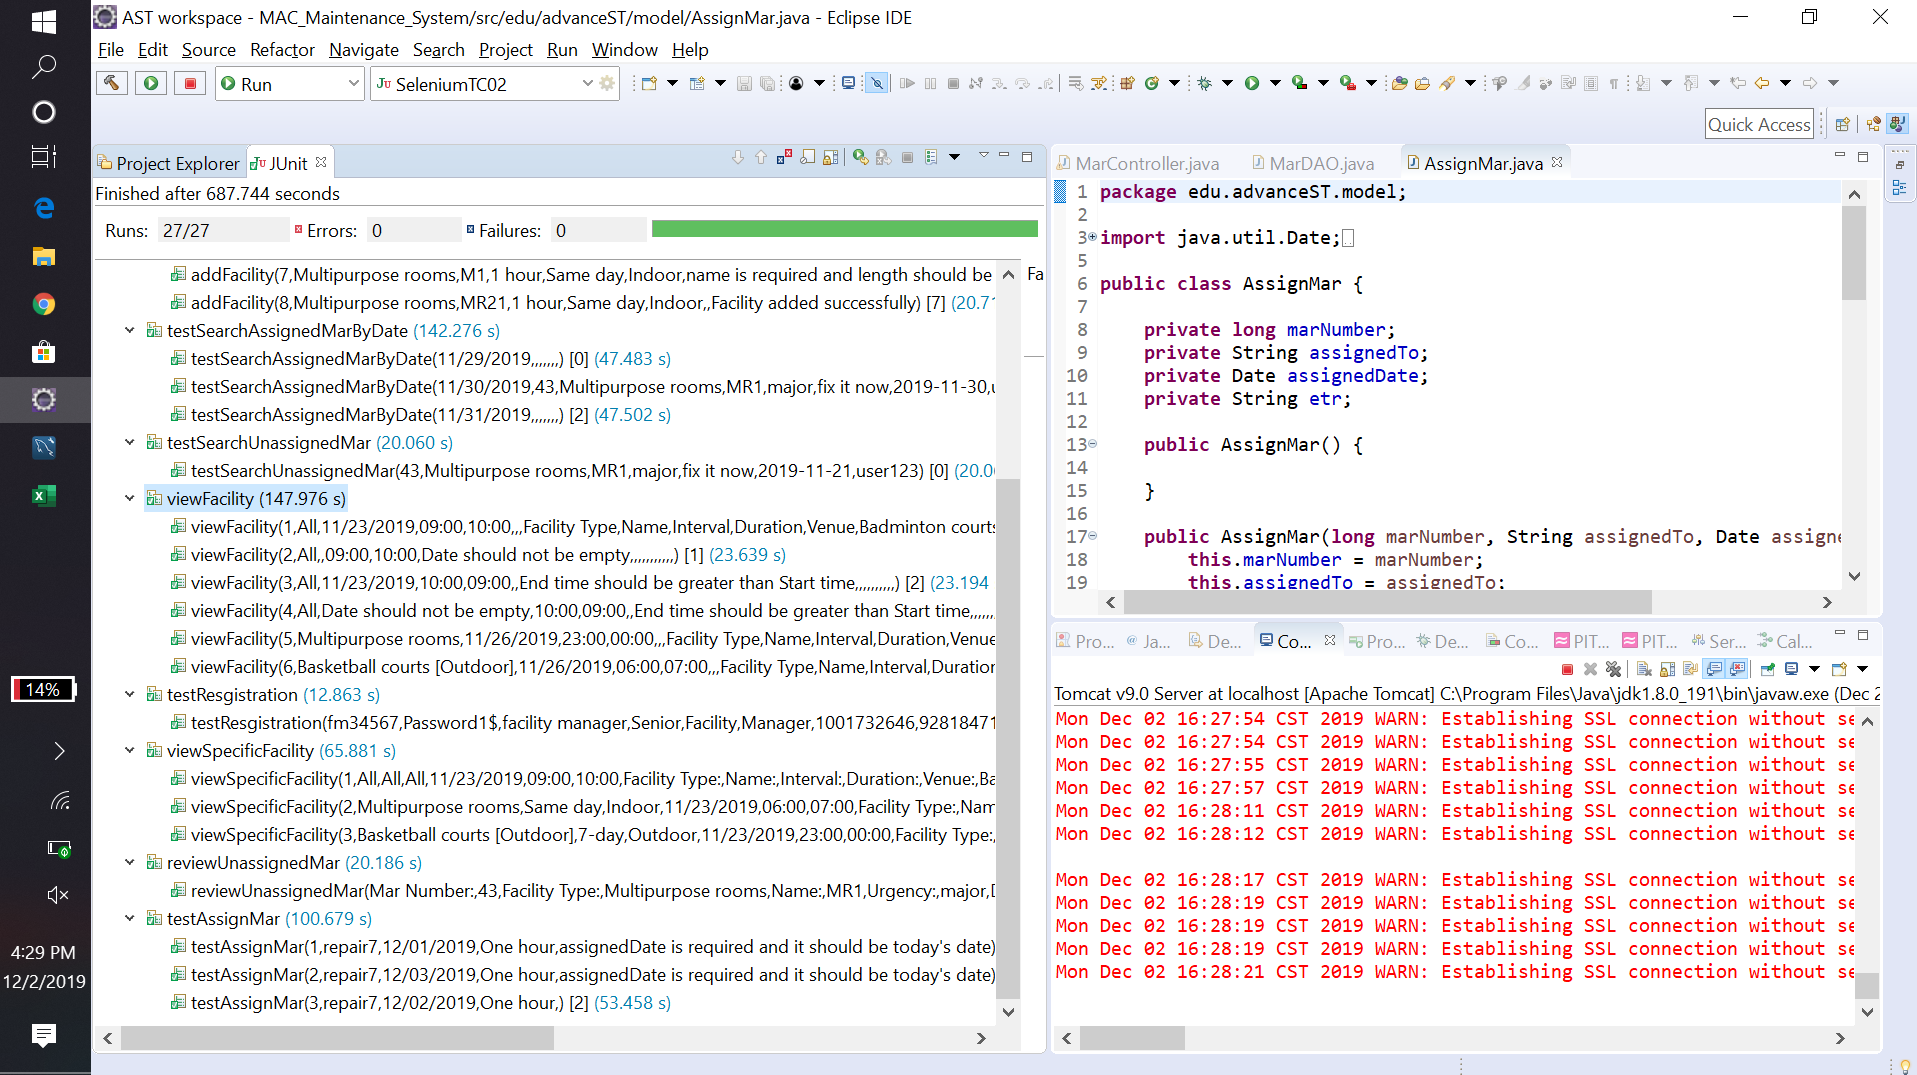 AST workspace - MAC_Maintenance_System/src/edu/advanceST/model/AssignMar.java - Eclipse IDE
File Edit Source Refactor Navigate Search Project Run Window Help
Run
JU SeleniumTC02
Quick Access
Project Explorer
JU JUnit
Finished after 687.744 seconds
Runs: 27/27 Errors: 0 Failures: 0
addFacility(7,Multipurpose rooms,M1,1 hour,Same day,Indoor,name is required and length should be
Fa
addFacility(8,Multipurpose rooms,MR21,1 hour,Same day,Indoor,,Facility added successfully) [7] (20.71
testSearchAssignedMarByDate (142.276 s)
testSearchAssignedMarByDate(11/29/2019,,,,,,,) [0] (47.483 s)
testSearchAssignedMarByDate(11/30/2019,43,Multipurpose rooms,MR1,major,fix it now,2019-11-30,u
testSearchAssignedMarByDate(11/31/2019,,,,,,,) [2] (47.502 s)
testSearchUnassignedMar (20.060 s)
testSearchUnassignedMar(43,Multipurpose rooms,MR1,major,fix it now,2019-11-21,user123) [0] (20.06
viewFacility (147.976 s)
viewFacility(1,All,11/23/2019,09:00,10:00,,,Facility Type,Name,Interval,Duration,Venue,Badminton courts
viewFacility(2,All,,09:00,10:00,Date should not be empty,,,,,,,,,,,) [1] (23.639 s)
viewFacility(3,All,11/23/2019,10:00,09:00,,End time should be greater than Start time,,,,,,,,,,) [2] (23.194
viewFacility(4,All,Date should not be empty,10:00,09:00,,End time should be greater than Start time,,,,,,,
viewFacility(5,Multipurpose rooms,11/26/2019,23:00,00:00,,,Facility Type,Name,Interval,Duration,Venue
viewFacility(6,Basketball courts [Outdoor],11/26/2019,06:00,07:00,,,Facility Type,Name,Interval,Duration
testResgistration (12.863 s)
testResgistration(fm34567,Password1$,facility manager,Senior,Facility,Manager,1001732646,92818471
viewSpecificFacility (65.881 s)
viewSpecificFacility(1,All,All,All,11/23/2019,09:00,10:00,Facility Type:,Name:,Interval:,Duration:,Venue:,Ba
viewSpecificFacility(2,Multipurpose rooms,Same day,Indoor,11/23/2019,06:00,07:00,Facility Type:,Nam
viewSpecificFacility(3,Basketball courts [Outdoor],7-day,Outdoor,11/23/2019,23:00,00:00,Facility Type:,
reviewUnassignedMar (20.186 s)
reviewUnassignedMar(Mar Number:,43,Facility Type:,Multipurpose rooms,Name:,MR1,Urgency:,major,D
testAssignMar (100.679 s)
testAssignMar(1,repair7,12/01/2019,One hour,assignedDate is required and it should be today's date)
testAssignMar(2,repair7,12/03/2019,One hour,assignedDate is required and it should be today's date)
testAssignMar(3,repair7,12/02/2019,One hour,) [2] (53.458 s)
MarController.java MarDAO.java AssignMar.java
1 package edu.advanceST.model;
2
3 import java.util.Date;
5
6 public class AssignMar {
7
8 private long marNumber;
9 private String assignedTo;
10 private Date assignedDate;
11 private String etr;
12
13 public AssignMar() {
14
15 }
16
17 public AssignMar(long marNumber, String assignedTo, Date assigne
18 this.marNumber = marNumber;
19 this.assignedTo = assignedTo;
Pro... Ja... De... Co... Pro... De... Co... PIT... PIT... Ser... Cal...
Tomcat v9.0 Server at localhost [Apache Tomcat] C:\Program Files\Java\jdk1.8.0_191\bin\javaw.exe (Dec 2
Mon Dec 02 16:27:54 CST 2019 WARN: Establishing SSL connection without se
Mon Dec 02 16:27:54 CST 2019 WARN: Establishing SSL connection without se
Mon Dec 02 16:27:55 CST 2019 WARN: Establishing SSL connection without se
Mon Dec 02 16:27:57 CST 2019 WARN: Establishing SSL connection without se
Mon Dec 02 16:28:11 CST 2019 WARN: Establishing SSL connection without se
Mon Dec 02 16:28:12 CST 2019 WARN: Establishing SSL connection without se
Mon Dec 02 16:28:17 CST 2019 WARN: Establishing SSL connection without se
Mon Dec 02 16:28:19 CST 2019 WARN: Establishing SSL connection without se
Mon Dec 02 16:28:19 CST 2019 WARN: Establishing SSL connection without se
Mon Dec 02 16:28:19 CST 2019 WARN: Establishing SSL connection without se
Mon Dec 02 16:28:21 CST 2019 WARN: Establishing SSL connection without se
14%
4:29 PM
12/2/2019